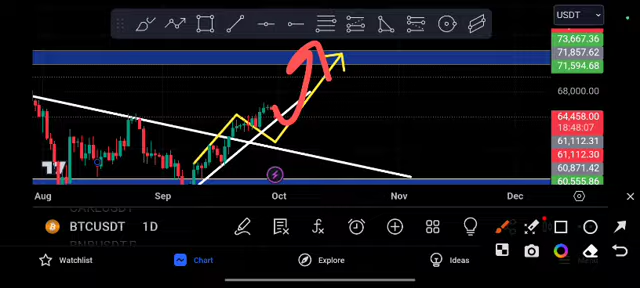 USDT
73,667.36
71,857.62
71,594.68
68,000.00
64,458.00
18:48:07
61,112.31
61,112.30
60,871.42
60,555.86
Aug Sep Oct Nov Dec
BTCUSDT 1D
BNBUSDT.P
Watchlist Chart Explore Ideas